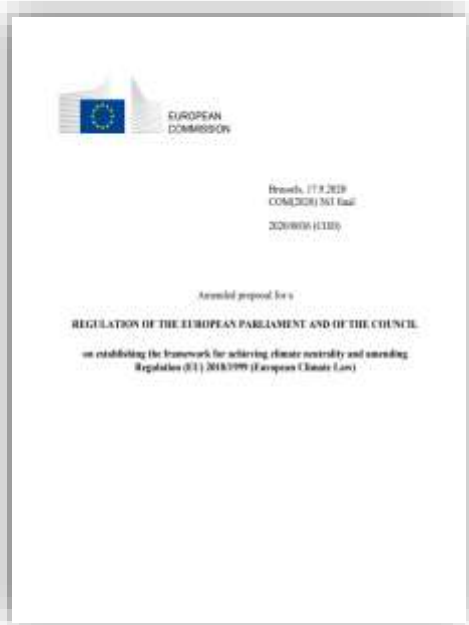 EUROPEAN
COMMISSION
Brussels, 17.9.2020
COM(2020) 563 final
2020/0036 (COD)
Amended proposal for a
REGULATION OF THE EUROPEAN PARLIAMENT AND OF THE COUNCIL
on establishing the framework for achieving climate neutrality and amending
Regulation (EU) 2018/1999 (European Climate Law)